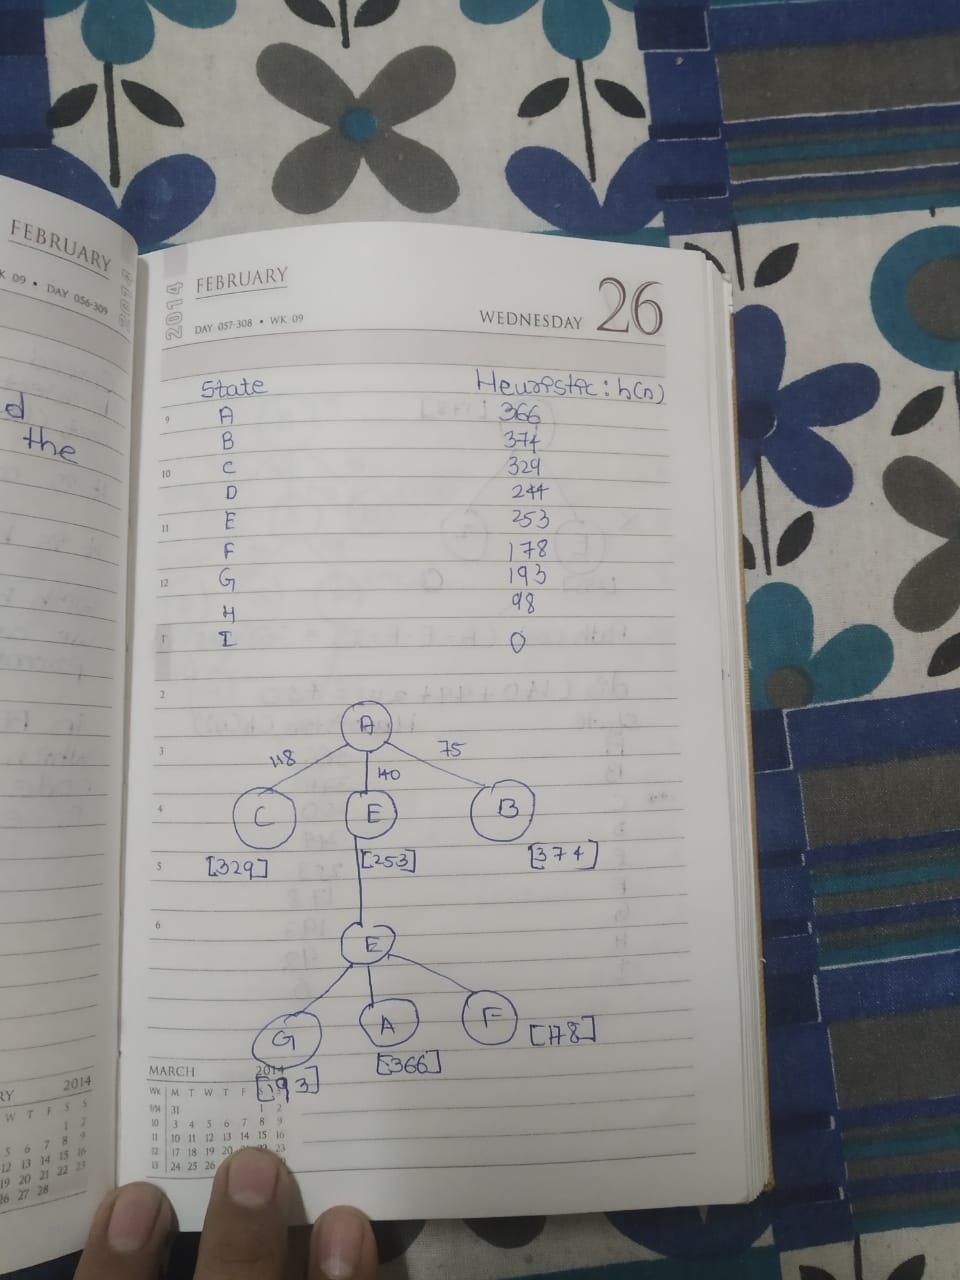 FEBRUARY
K 09 • DAY 056-309
d
the
2014
FEBRUARY
DAY 057-308 • WK 09
WEDNESDAY 26
State Heuristic : h(n)
9 A 366
B 374
10 C 329
D 244
11 E 253
F 178
12 G 193
H 98
1 I 0
2
A
3 118 140 75
4 C E B
5 [329] [253] [374]
6
E
G A F [178]
[193] [366]
MARCH 2014
WK M T W T F
9/14 31 1 2
10 3 4 5 6 7 8 9
11 10 11 12 13 14 15 16
12 17 18 19 20 23
13 24 25 26
RY 2014
W T F S S
1 2
5 6 7 8 9
12 13 14 15 16
19 20 21 22 23
26 27 28